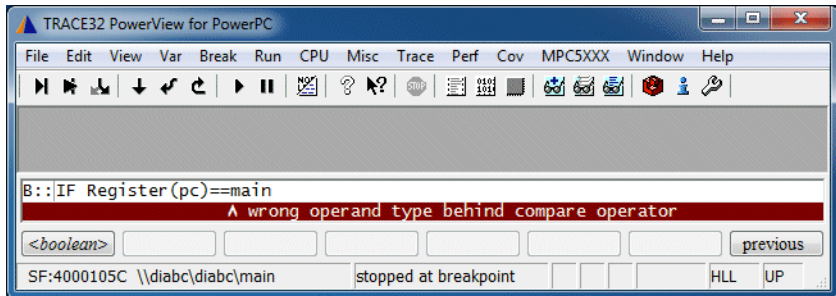 TRACE32 PowerView for PowerPC
File Edit View Var Break Run CPU Misc Trace Perf Cov MPC5XXX Window Help
B::IF Register(pc)==main
∧ wrong operand type behind compare operator
<boolean> previous
SF:4000105C \\diabc\diabc\main stopped at breakpoint HLL UP